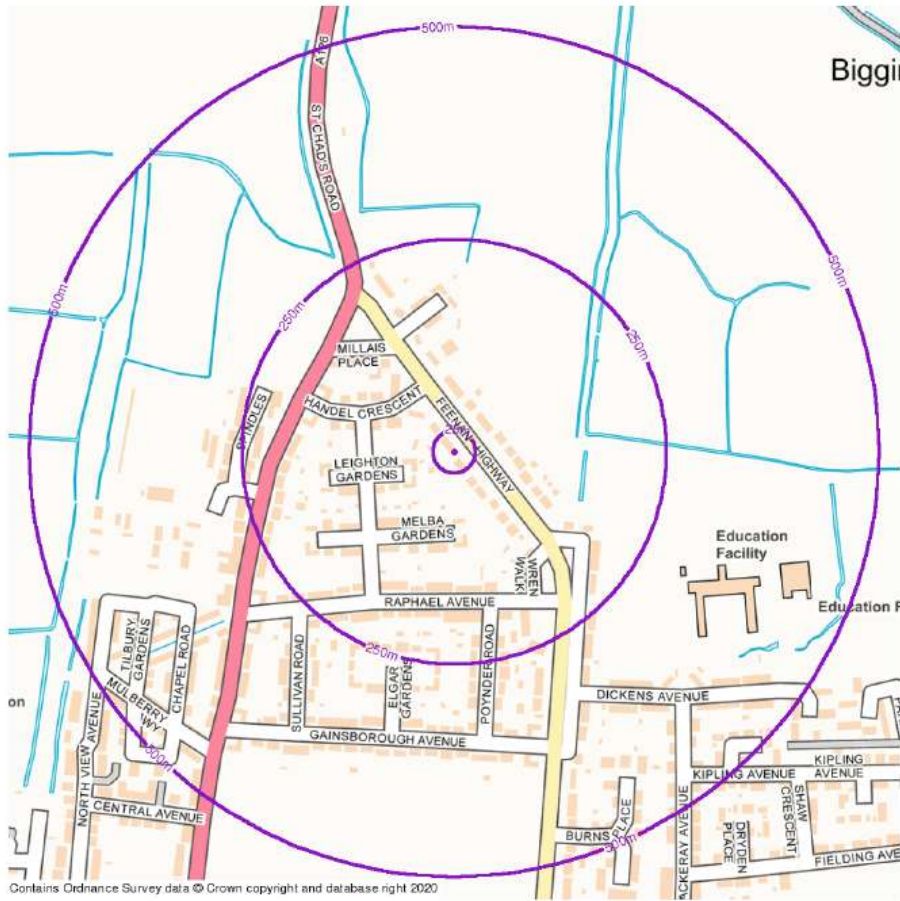 500m
A126
Biggin
ST CHAD'S ROAD
500m
500m
250m
250m
MILLAIS
PLACE
HANDEL CRESCENT
FEENAN HIGHWAY
LEIGHTON
GARDENS
MELBA
GARDENS
WREN
WALK
Education
Facility
RAPHAEL AVENUE
Education F
TILBURY
GARDENS
CHAPEL ROAD
SULLIVAN ROAD
250m
ELGAR
GARDENS
POYNDER ROAD
DICKENS AVENUE
on
MULBERRY
WY
NORTH VIEW AVENUE
GAINSBOROUGH AVENUE
500m
KIPLING AVENUE
KIPLING
AVENUE
CENTRAL AVENUE
SHAW
CRESCENT
BURNS PLACE
500m
DRYDEN
PLACE
ACKERAY AVENUE
FIELDING AVE
Contains Ordnance Survey data © Crown copyright and database right 2020